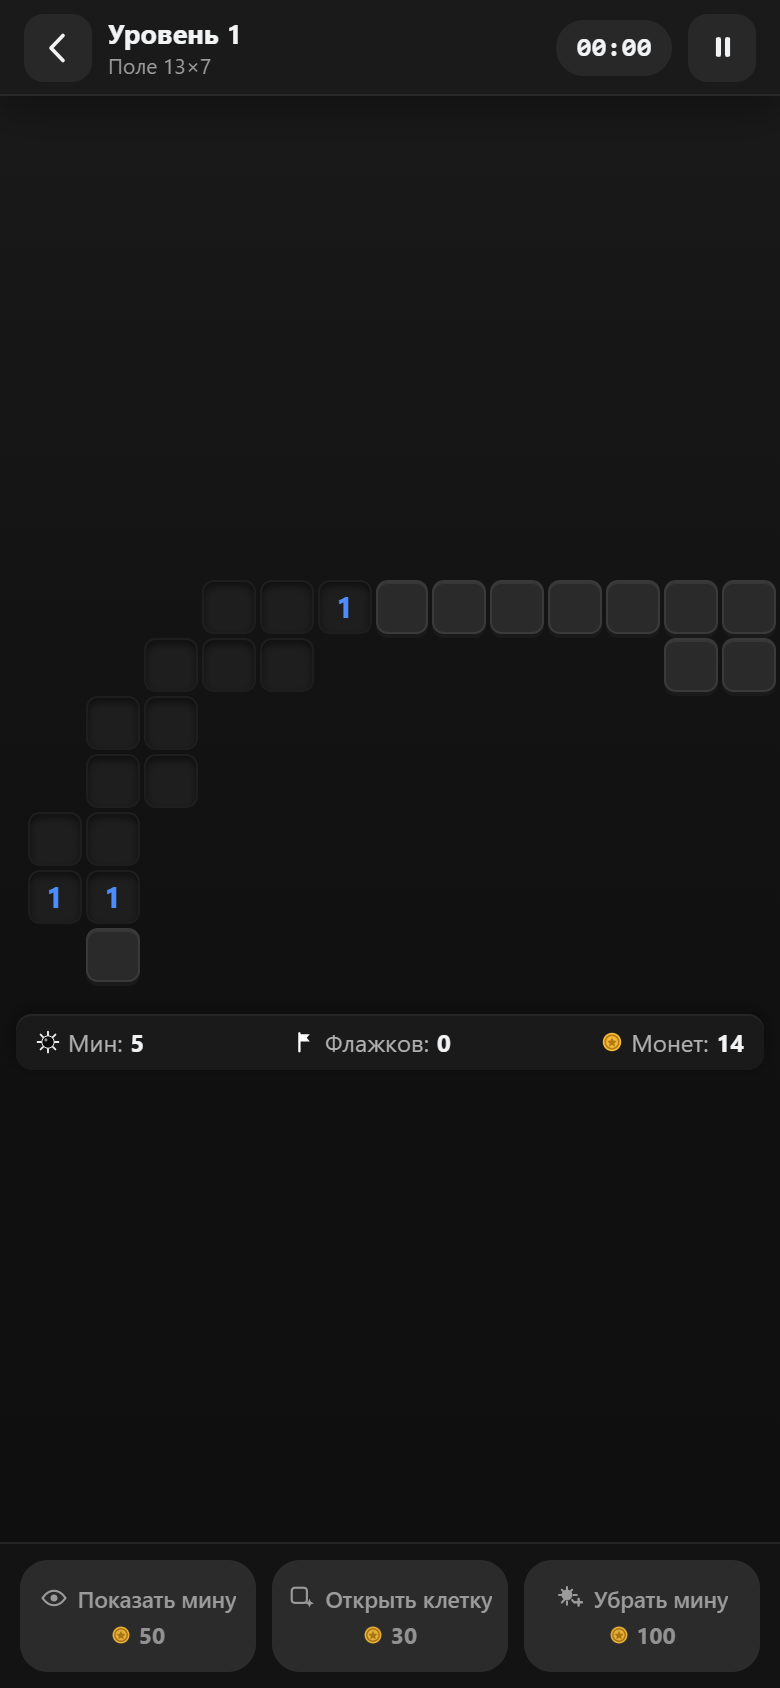 Уровень 1
Поле 13×7
00:00
1
1 1
Мин: 5 Флажков: 0 Монет: 14
Показать мину
50
Открыть клетку
30
Убрать мину
100